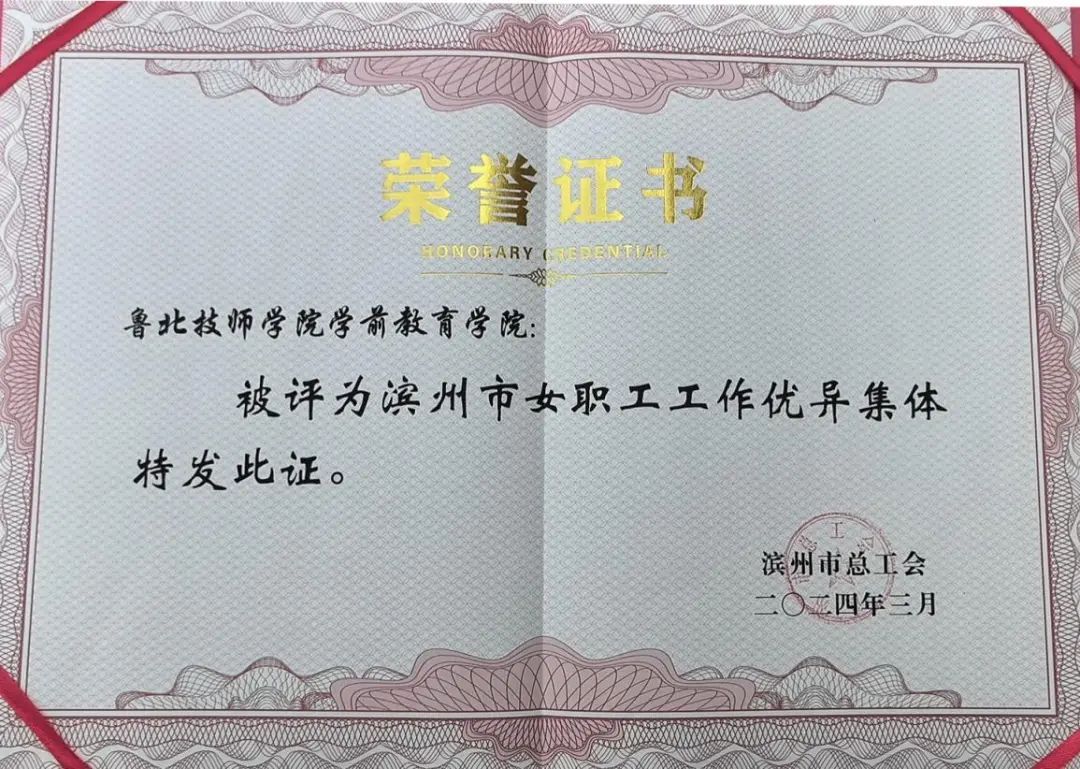 荣誉证书
HONORARY CREDENTIAL
鲁北技师学院学前教育学院:
被评为滨州市女职工工作优异集体
特发此证。
滨州市总工会
二〇二四年三月